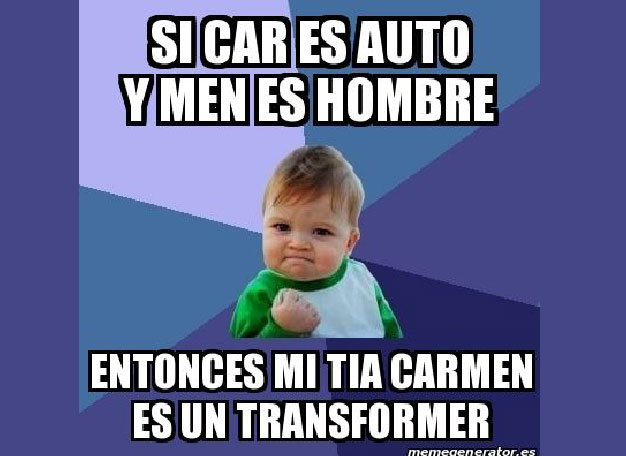 SI CAR ES AUTO
Y MEN ES HOMBRE
ENTONCES MI TIA CARMEN
ES UN TRANSFORMER
memegenerator.es